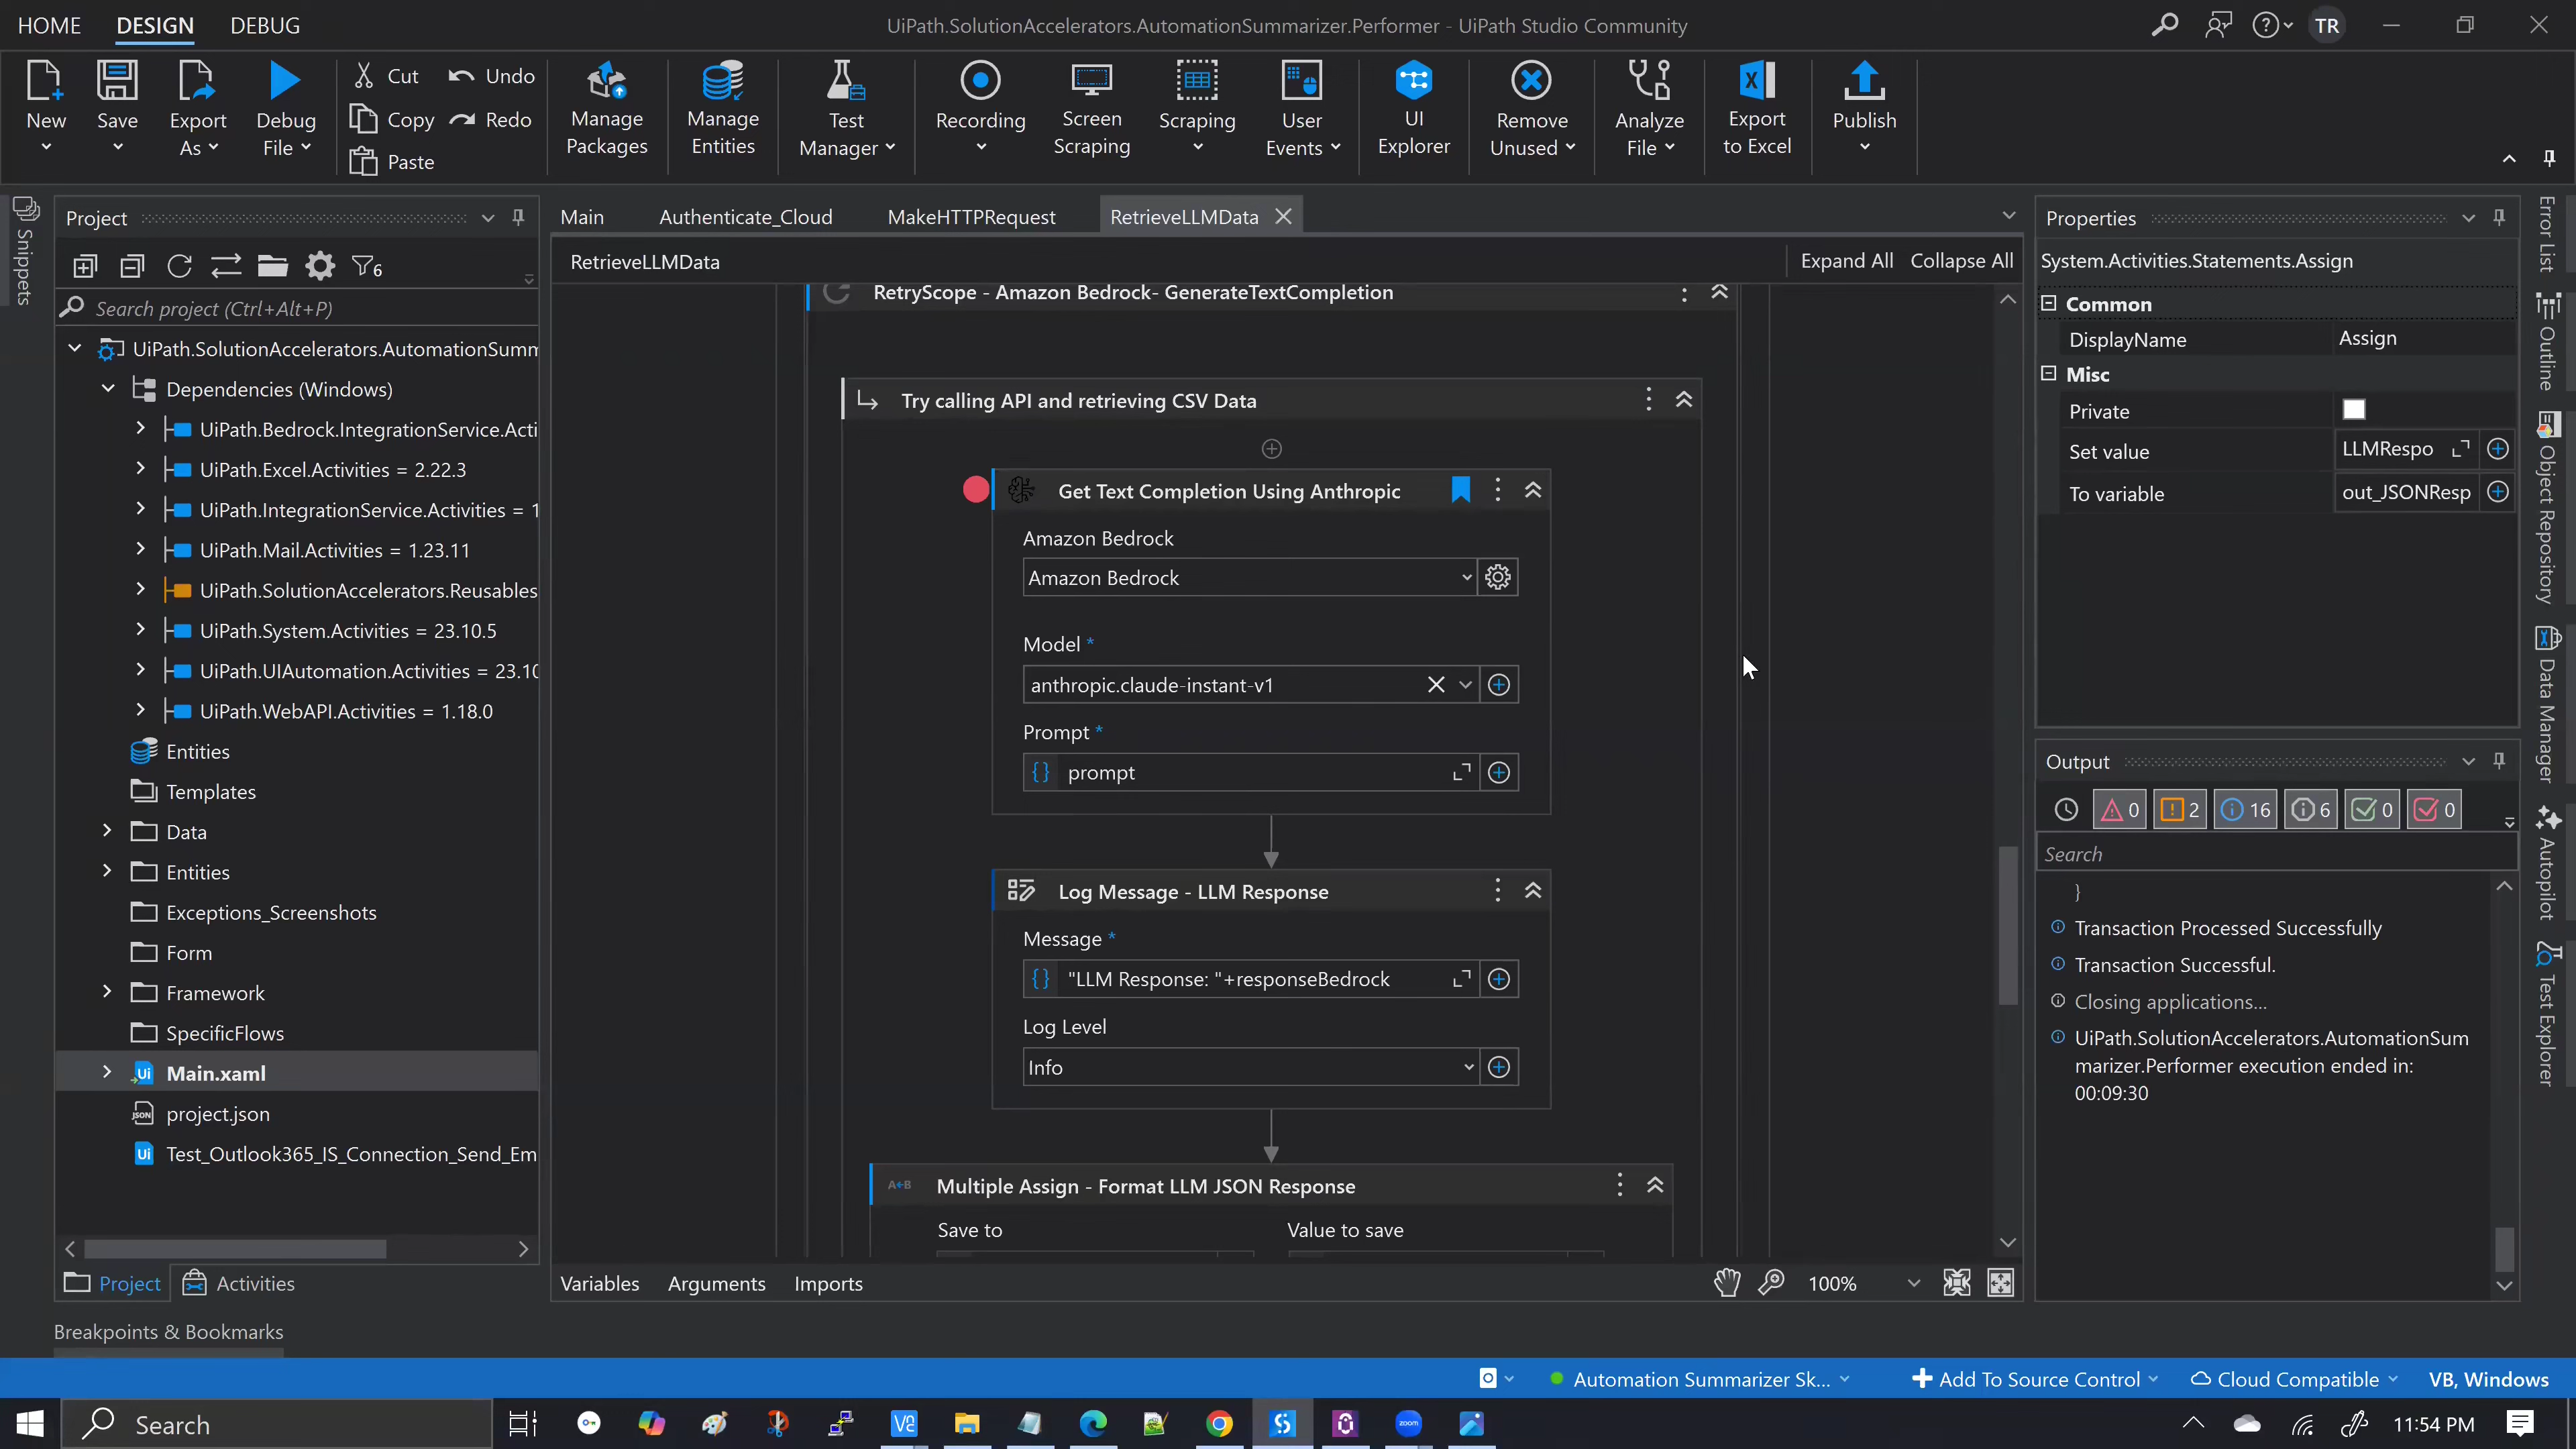 HOME DESIGN DEBUG
UiPath.SolutionAccelerators.AutomationSummarizer.Performer - UiPath Studio Community
TR
New
Save
Export
As
Debug
File
Cut
Copy
Paste
Undo
Redo
Manage
Packages
Manage
Entities
Test
Manager
Recording
Screen
Scraping
Scraping
User
Events
UI
Explorer
Remove
Unused
Analyze
File
Export
to Excel
Publish
Snippets
Project
6
Search project (Ctrl+Alt+P)
UiPath.SolutionAccelerators.AutomationSumm
Dependencies (Windows)
UiPath.Bedrock.IntegrationService.Acti
UiPath.Excel.Activities = 2.22.3
UiPath.IntegrationService.Activities = 1
UiPath.Mail.Activities = 1.23.11
UiPath.SolutionAccelerators.Reusables
UiPath.System.Activities = 23.10.5
UiPath.UIAutomation.Activities = 23.10
UiPath.WebAPI.Activities = 1.18.0
Entities
Templates
Data
Entities
Exceptions_Screenshots
Form
Framework
SpecificFlows
Ui Main.xaml
JSON project.json
Ui Test_Outlook365_IS_Connection_Send_Em
Project
Activities
Breakpoints & Bookmarks
Main Authenticate_Cloud MakeHTTPRequest RetrieveLLMData
RetrieveLLMData
Expand All Collapse All
RetryScope - Amazon Bedrock- GenerateTextCompletion
Try calling API and retrieving CSV Data
Get Text Completion Using Anthropic
Amazon Bedrock
Amazon Bedrock
Model *
anthropic.claude-instant-v1
Prompt *
{} prompt
Log Message - LLM Response
Message *
{} "LLM Response: "+responseBedrock
Log Level
Info
A←B Multiple Assign - Format LLM JSON Response
Save to Value to save
Variables Arguments Imports
100%
Properties
System.Activities.Statements.Assign
Common
DisplayName Assign
Misc
Private
Set value LLMRespo
To variable out_JSONResp
Output
0 2 16 6 0 0
Search
}
Transaction Processed Successfully
Transaction Successful.
Closing applications...
UiPath.SolutionAccelerators.AutomationSum
marizer.Performer execution ended in:
00:09:30
Error List
Outline
Object Repository
Data Manager
Autopilot
Test Explorer
Automation Summarizer Sk...
Add To Source Control
Cloud Compatible
VB, Windows
Search
zoom
11:54 PM